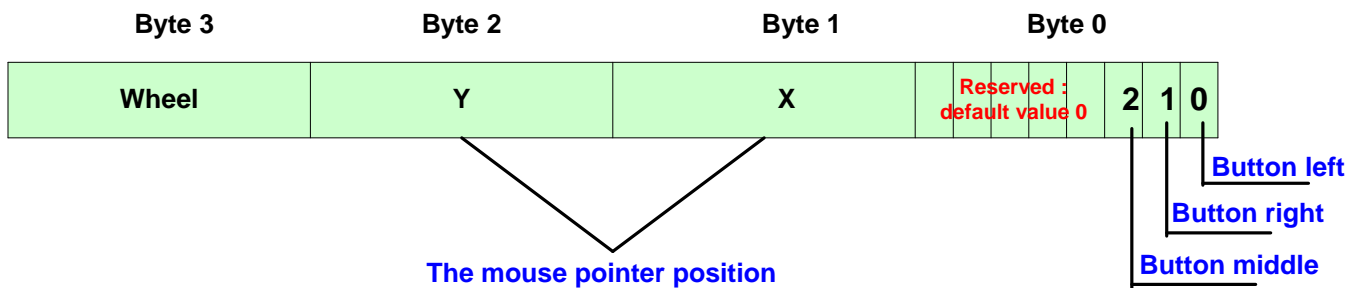 Byte 3 Byte 2 Byte 1 Byte 0
Wheel Y X Reserved : 2 1 0
default value 0
Button left
Button right
Button middle
The mouse pointer position